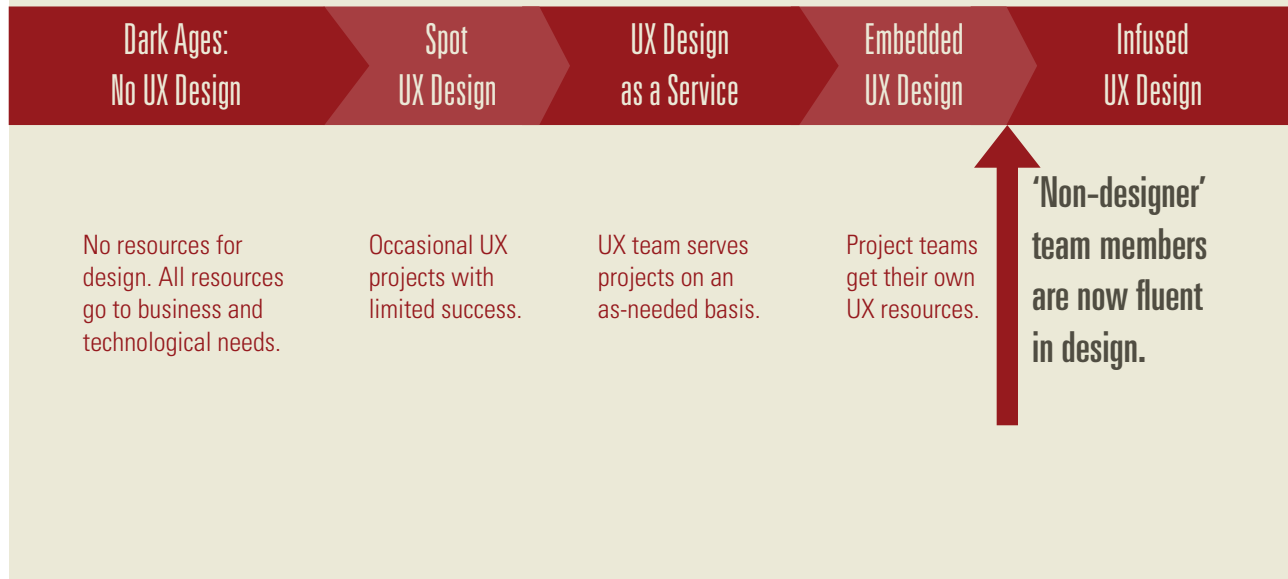 Dark Ages:
No UX Design
Spot
UX Design
UX Design
as a Service
Embedded
UX Design
Infused
UX Design
No resources for
design. All resources
go to business and
technological needs.
Occasional UX
projects with
limited success.
UX team serves
projects on an
as-needed basis.
Project teams
get their own
UX resources.
‘Non-designer’
team members
are now fluent
in design.